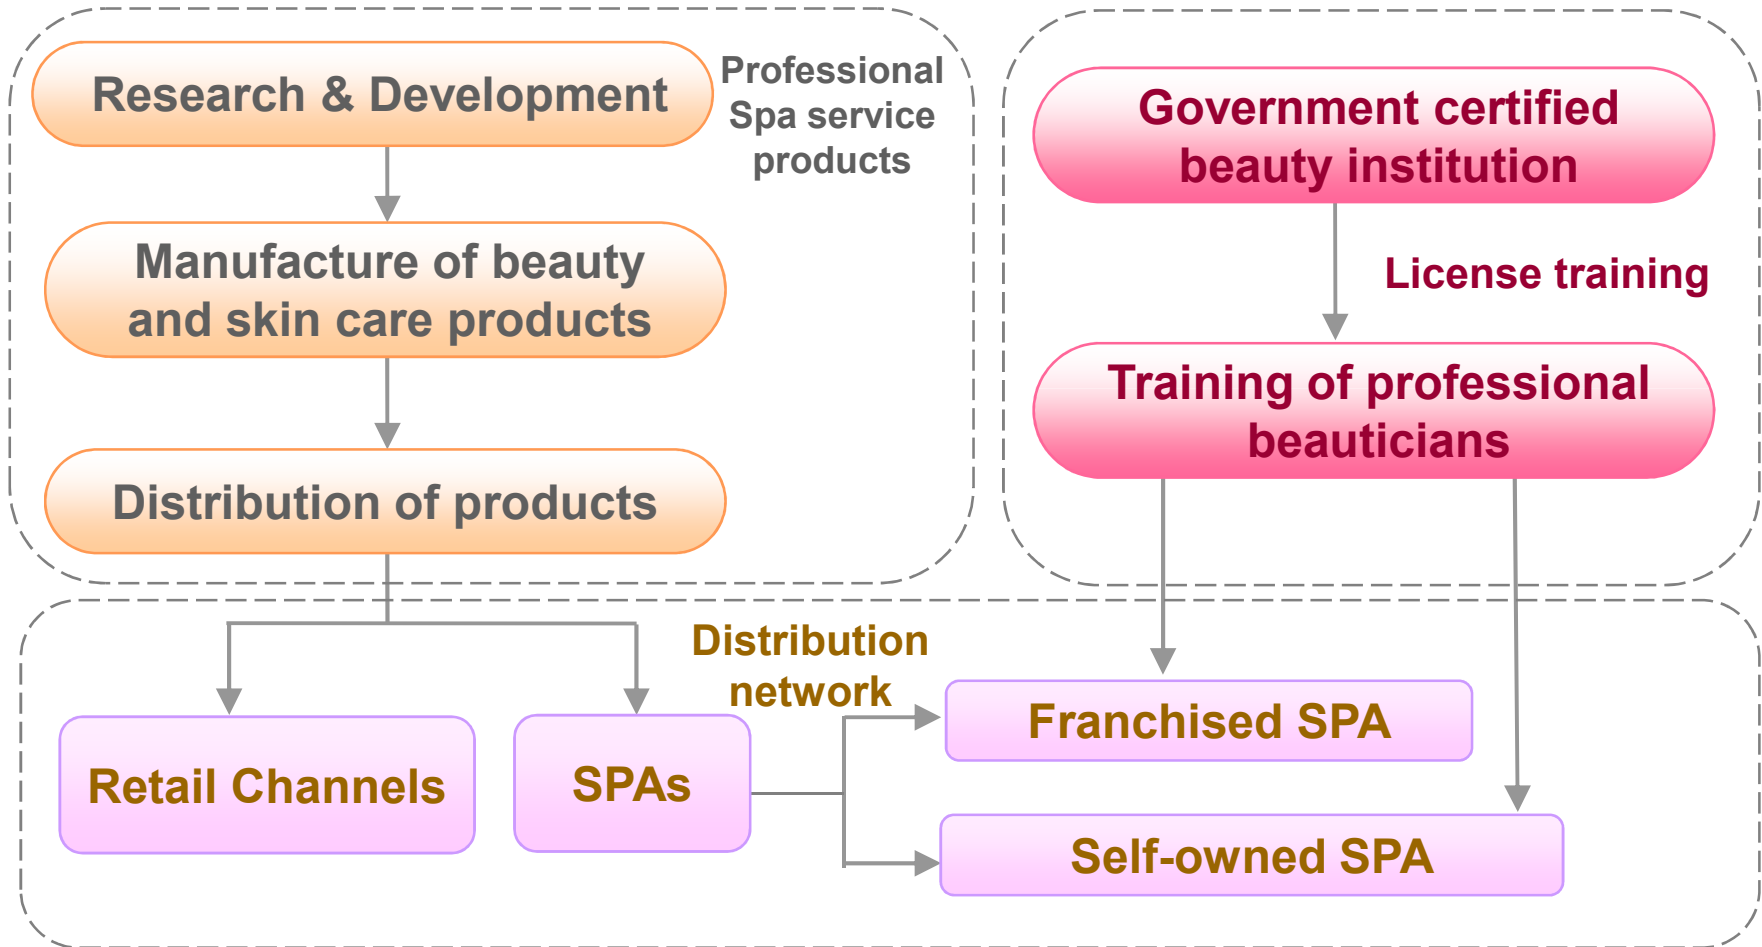 Research & Development
Professional
Spa service
products
Manufacture of beauty
and skin care products
Distribution of products
Government certified
beauty institution
License training
Training of professional
beauticians
Distribution
network
Retail Channels
SPAs
Franchised SPA
Self-owned SPA